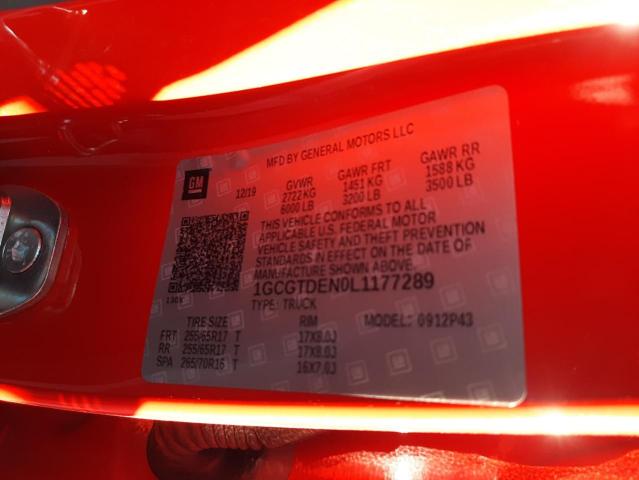 MFD BY GENERAL MOTORS LLC
GM
12/19
GVWR GAWR FRT GAWR RR
2722 KG 1451 KG 1588 KG
6000 LB 3200 LB 3500 LB
THIS VEHICLE CONFORMS TO ALL
APPLICABLE U.S. FEDERAL MOTOR
VEHICLE SAFETY AND THEFT PREVENTION
STANDARDS IN EFFECT ON THE DATE OF
MANUFACTURE SHOWN ABOVE.
1GCGTDEN0L1177289
TYPE: TRUCK
TIRE SIZE RIM MODEL: 0912P43
FRT 255/65R17 T 17X8.0J
RR 255/65R17 T 17X8.0J
SPA 265/70R16 T 16X7.0J